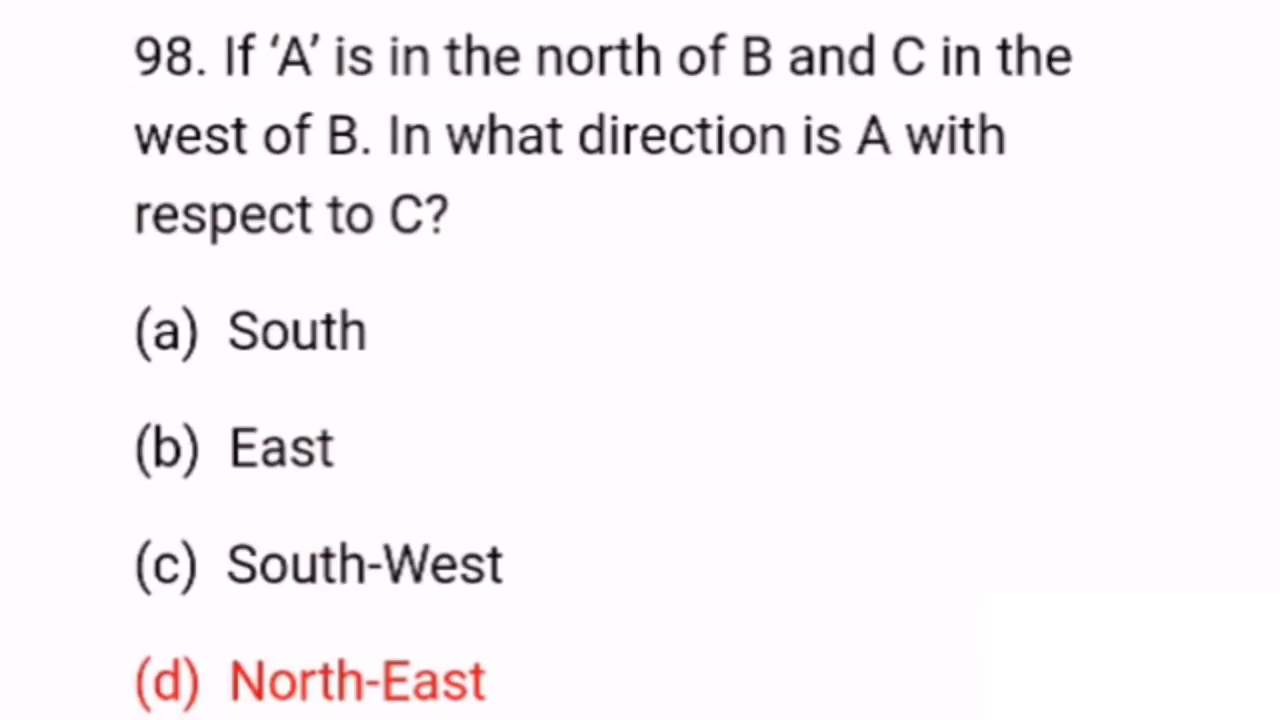 98. If ‘A’ is in the north of B and C in the
west of B. In what direction is A with
respect to C?
(a) South
(b) East
(c) South-West
(d) North-East